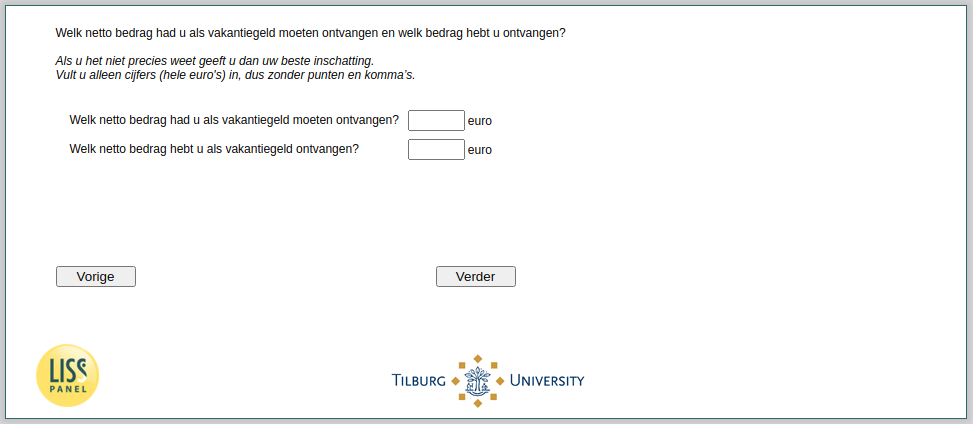 Welk netto bedrag had u als vakantiegeld moeten ontvangen en welk bedrag hebt u ontvangen?
Als u het niet precies weet geeft u dan uw beste inschatting.
Vult u alleen cijfers (hele euro's) in, dus zonder punten en komma's.
Welk netto bedrag had u als vakantiegeld moeten ontvangen? euro
Welk netto bedrag hebt u als vakantiegeld ontvangen? euro
Vorige Verder
LISS
PANEL
TILBURG UNIVERSITY